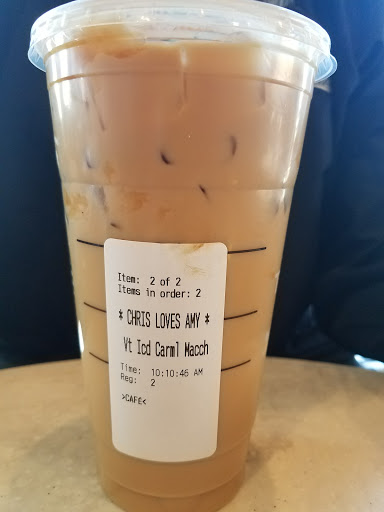 Item: 2 of 2
Items in order: 2
* CHRIS LOVES AMY *
Vt Icd Carml Macch
Time: 10:10:46 AM
Reg: 2
>CAFE<